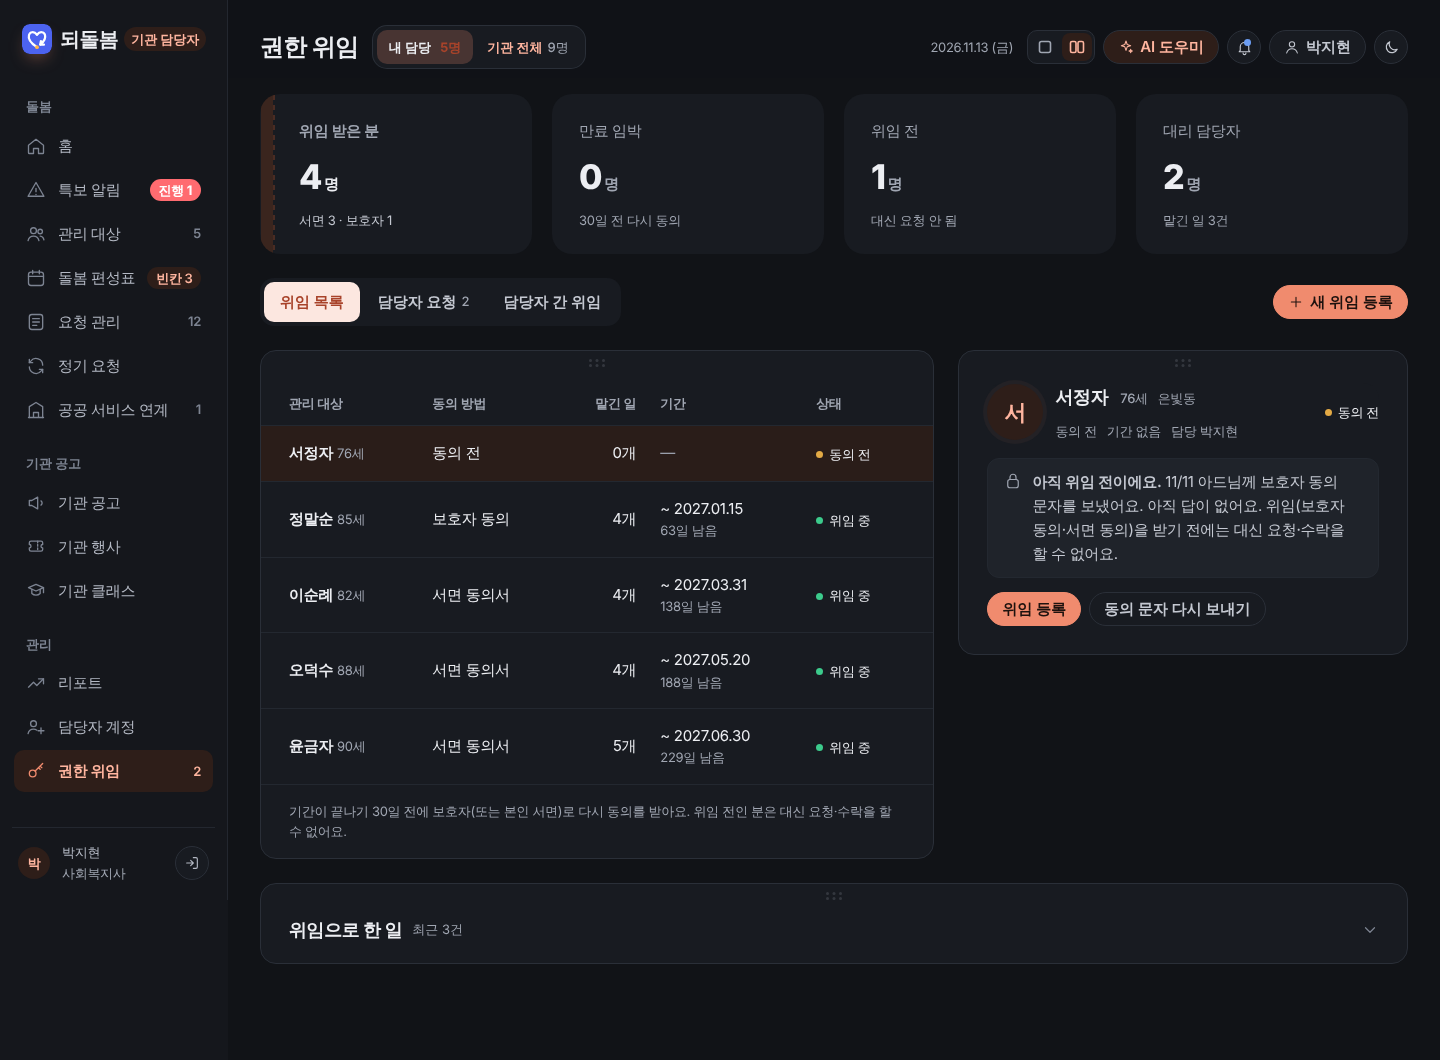 되돌봄 기관 담당자
돌봄
홈
특보 알림 진행 1
관리 대상 5
돌봄 편성표 빈칸 3
요청 관리 12
정기 요청
공공 서비스 연계 1
기관 공고
기관 공고
기관 행사
기관 클래스
관리
리포트
담당자 계정
권한 위임 2
박 박지현
사회복지사
권한 위임 내 담당 5명 기관 전체 9명
2026.11.13 (금) AI 도우미 박지현
위임 받은 분
4명
서면 3 · 보호자 1
만료 임박
0명
30일 전 다시 동의
위임 전
1명
대신 요청 안 됨
대리 담당자
2명
맡긴 일 3건
위임 목록 담당자 요청 2 담당자 간 위임
+ 새 위임 등록
관리 대상 동의 방법 맡긴 일 기간 상태
서정자 76세 동의 전 0개 — 동의 전
정말순 85세 보호자 동의 4개 ~ 2027.01.15 63일 남음 위임 중
이순례 82세 서면 동의서 4개 ~ 2027.03.31 138일 남음 위임 중
오덕수 88세 서면 동의서 4개 ~ 2027.05.20 188일 남음 위임 중
윤금자 90세 서면 동의서 5개 ~ 2027.06.30 229일 남음 위임 중
기간이 끝나기 30일 전에 보호자(또는 본인 서면)로 다시 동의를 받아요. 위임 전인 분은 대신 요청·수락을 할
수 없어요.
서 서정자 76세 은빛동
동의 전 기간 없음 담당 박지현
동의 전
아직 위임 전이에요. 11/11 아드님께 보호자 동의
문자를 보냈어요. 아직 답이 없어요. 위임(보호자
동의·서면 동의)을 받기 전에는 대신 요청·수락을
할 수 없어요.
위임 등록 동의 문자 다시 보내기
위임으로 한 일 최근 3건